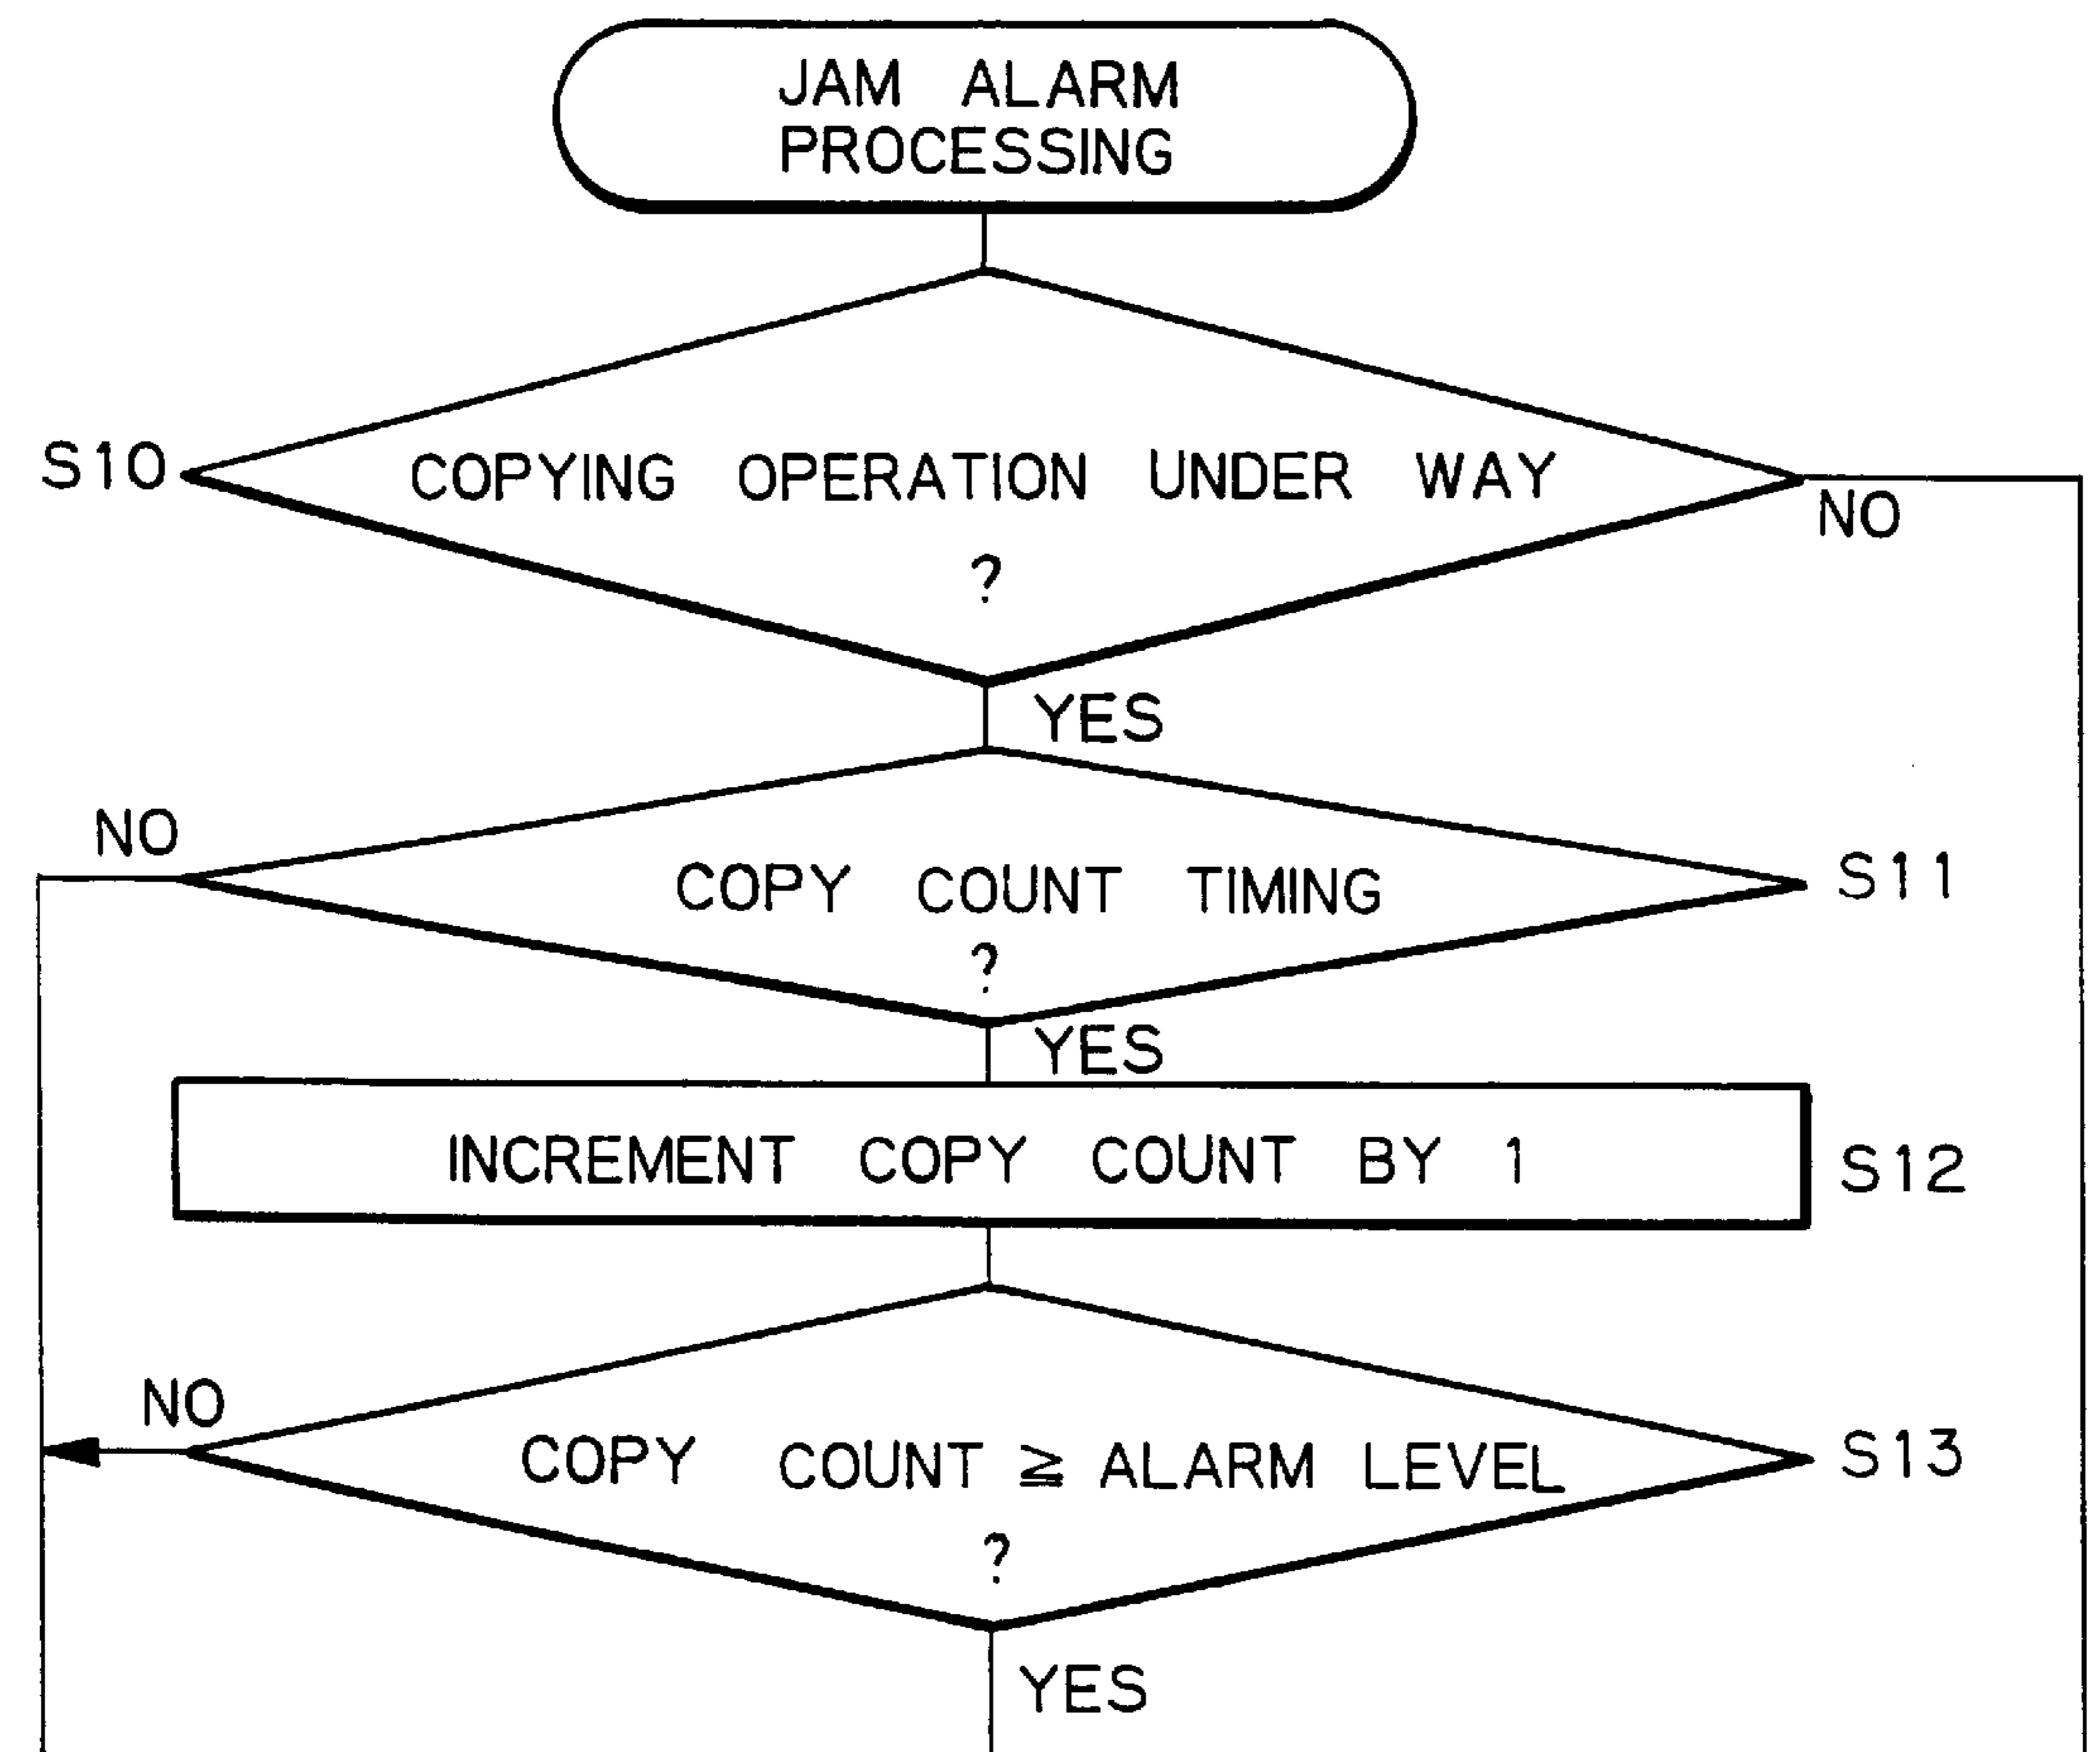 JAM ALARM
PROCESSING
S10
COPYING OPERATION UNDER WAY
?
NO
YES
NO
COPY COUNT TIMING
?
S11
YES
INCREMENT COPY COUNT BY 1
S12
NO
COPY COUNT ≧ ALARM LEVEL
?
S13
YES